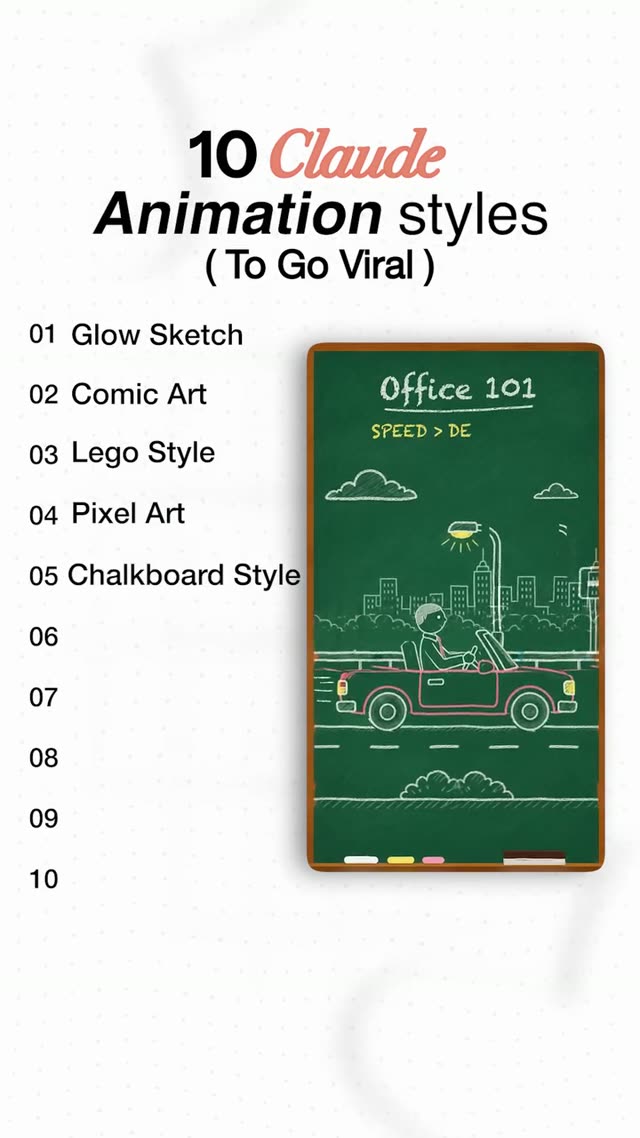 10 Claude
Animation styles
( To Go Viral )
01 Glow Sketch
02 Comic Art
03 Lego Style
04 Pixel Art
05 Chalkboard Style
06
07
08
09
10
Office 101
SPEED > DE